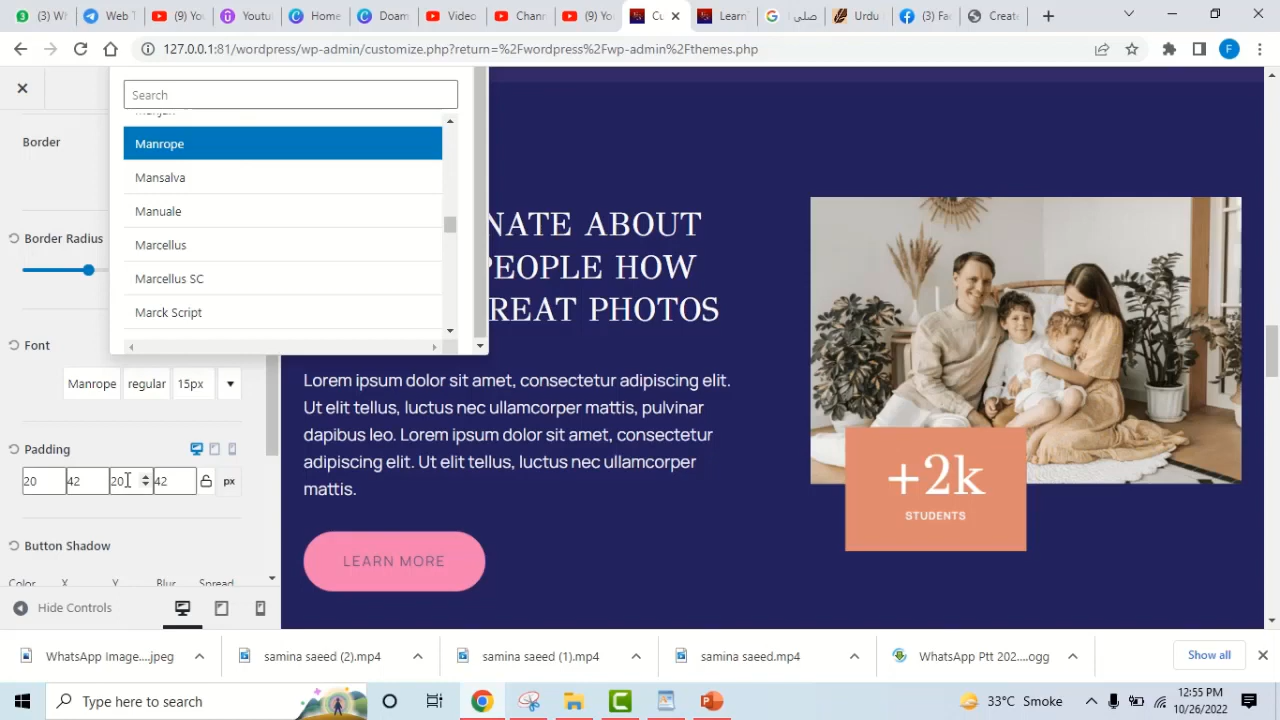 3) W
Videc
Youtu
Home
Doam
Video
Chann
(9) Yo
Cu
Learn
صلی ا
Urdu
(3) Fa
Create
127.0.0.1:81/wordpress/wp-admin/customize.php?return=%2Fwordpress%2Fwp-admin%2Fthemes.php
F
Search
Manrope
Border
Mansalva
Manuale
Border Radius
Marcellus
Marcellus SC
Marck Script
NATE ABOUT
PEOPLE HOW
REAT PHOTOS
Font
Manrope regular 15px
Lorem ipsum dolor sit amet, consectetur adipiscing elit.
Ut elit tellus, luctus nec ullamcorper mattis, pulvinar
dapibus leo. Lorem ipsum dolor sit amet, consectetur
adipiscing elit. Ut elit tellus, luctus nec ullamcorper
mattis.
Padding
20 42 20 42 px
+2k
STUDENTS
Button Shadow
LEARN MORE
Color X Y Blur Spread
Hide Controls
WhatsApp Image....jpeg
samina saeed (2).mp4
samina saeed (1).mp4
samina saeed.mp4
WhatsApp Ptt 202....ogg
Show all
Type here to search
33°C Smoke
12:55 PM
10/26/2022